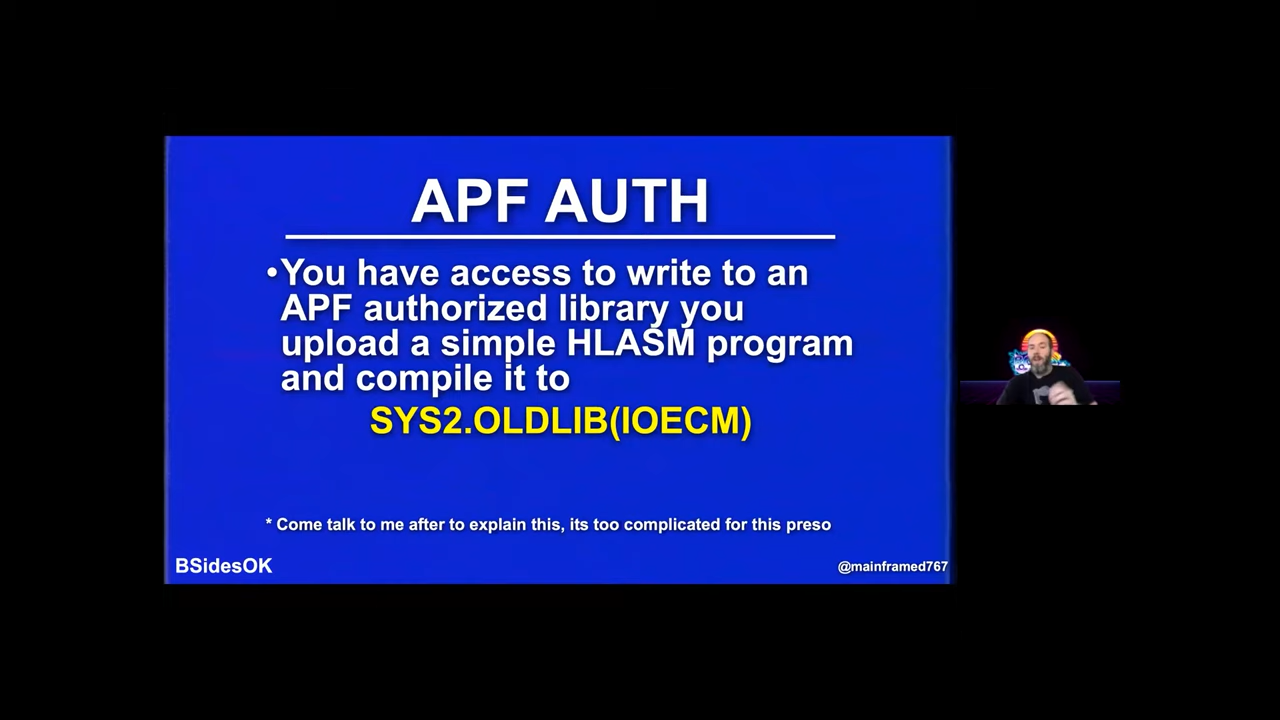 APF AUTH
•You have access to write to an
APF authorized library you
upload a simple HLASM program
and compile it to
SYS2.OLDLIB(IOECM)
* Come talk to me after to explain this, its too complicated for this preso
BSidesOK
@mainframed767